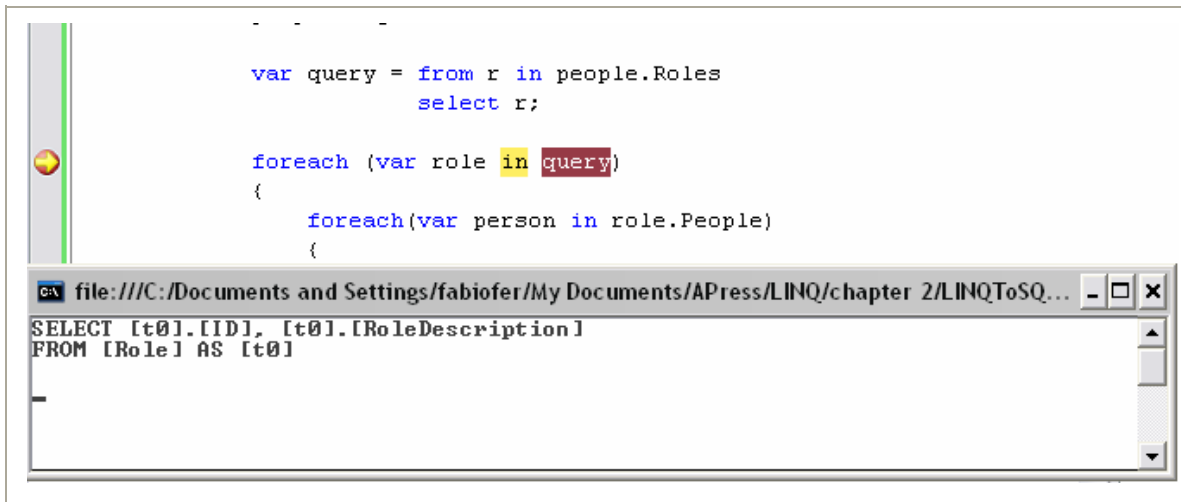 var query = from r in people.Roles
select r;
foreach (var role in query)
{
foreach(var person in role.People)
{
file:///C:/Documents and Settings/fabiofer/My Documents/APress/LINQ/chapter 2/LINQToSQ...
SELECT [t0].[ID], [t0].[RoleDescription]
FROM [Role] AS [t0]